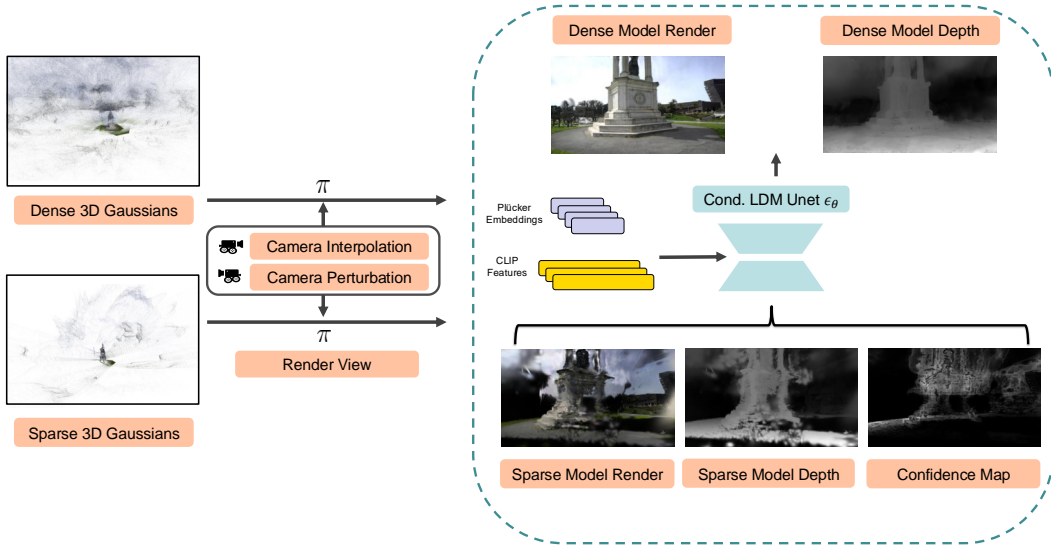 Dense Model Render
Dense Model Depth
Dense 3D Gaussians
π
Camera Interpolation
Camera Perturbation
π
Render View
Sparse 3D Gaussians
Plücker
Embeddings
CLIP
Features
Cond. LDM Unet ϵθ
Sparse Model Render
Sparse Model Depth
Confidence Map